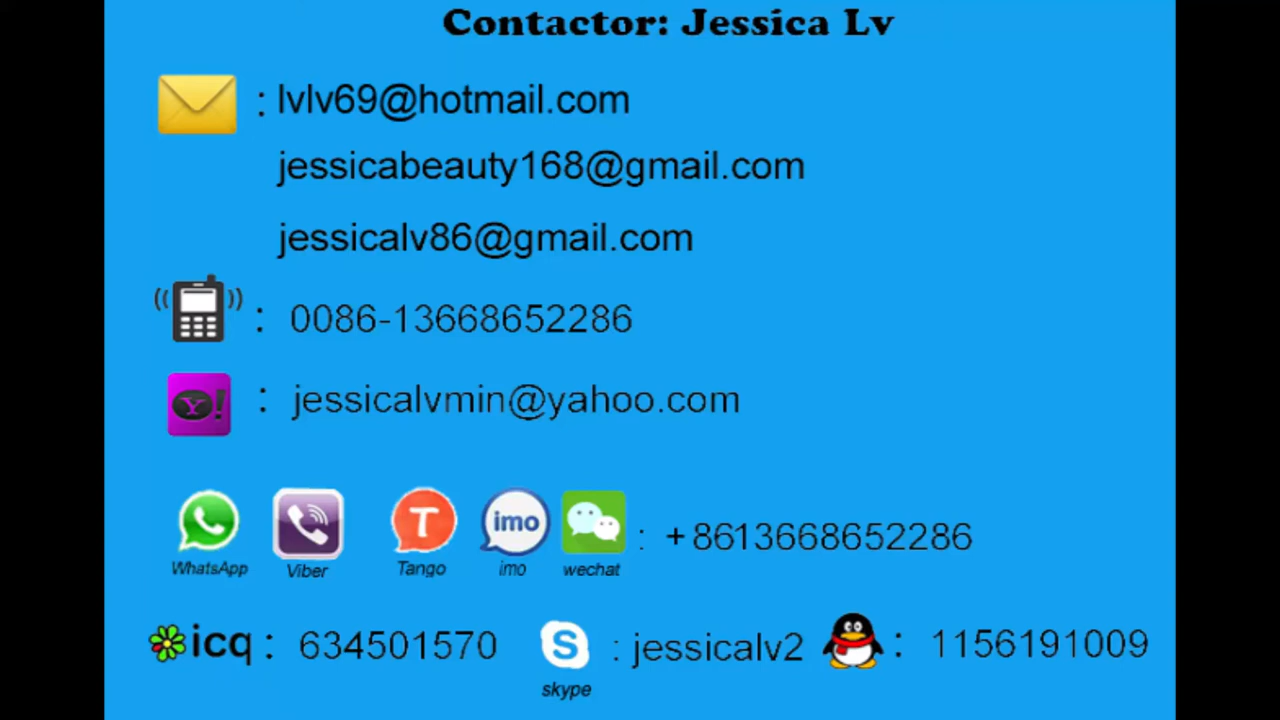 Contactor: Jessica Lv
: lvlv69@hotmail.com
jessicabeauty168@gmail.com
jessicalv86@gmail.com
: 0086-13668652286
Y! : jessicalvmin@yahoo.com
T imo : +8613668652286
WhatsApp Viber Tango imo wechat
icq : 634501570 S : jessicalv2 : 1156191009
skype